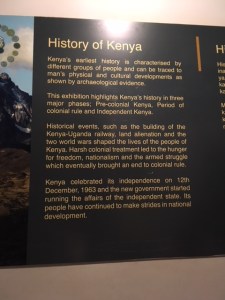 History of Kenya
Kenya's earliest history is characterised by
different groups of people and can be traced to
man's physical and cultural developments as
shown by archaeological evidence.
This exhibition highlights Kenya's history in three
major phases; Pre-colonial Kenya, Period of
colonial rule and Independent Kenya.
Historical events, such as the building of the
Kenya-Uganda railway, land alienation and the
two world wars shaped the lives of the people of
Kenya. Harsh colonial treatment led to the hunger
for freedom, nationalism and the armed struggle
which eventually brought an end to colonial rule.
Kenya celebrated its independence on 12th
December, 1963 and the new government started
running the affairs of the independent state. Its
people have continued to make strides in national
development.